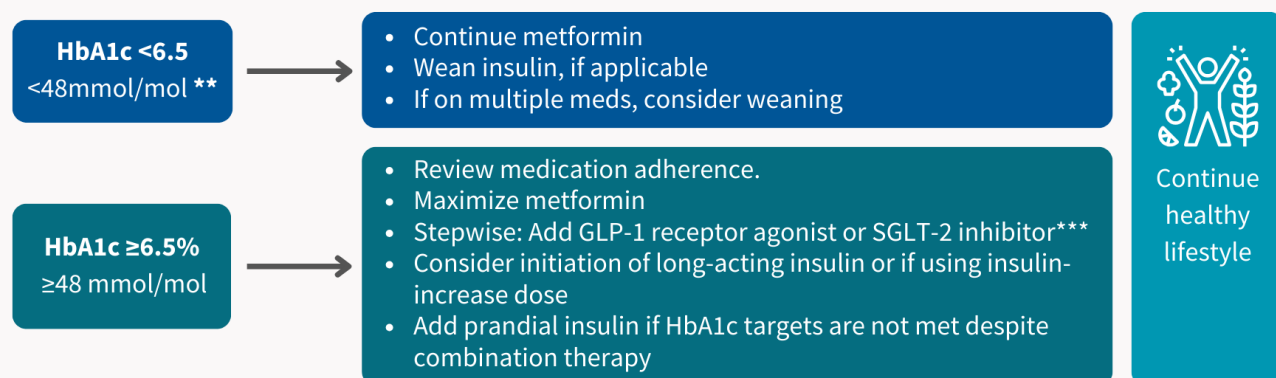 HbA1c <6.5
<48mmol/mol **
• Continue metformin
• Wean insulin, if applicable
• If on multiple meds, consider weaning
HbA1c ≥6.5%
≥48 mmol/mol
• Review medication adherence.
• Maximize metformin
• Stepwise: Add GLP-1 receptor agonist or SGLT-2 inhibitor***
• Consider initiation of long-acting insulin or if using insulin-
increase dose
• Add prandial insulin if HbA1c targets are not met despite
combination therapy
Continue
healthy
lifestyle